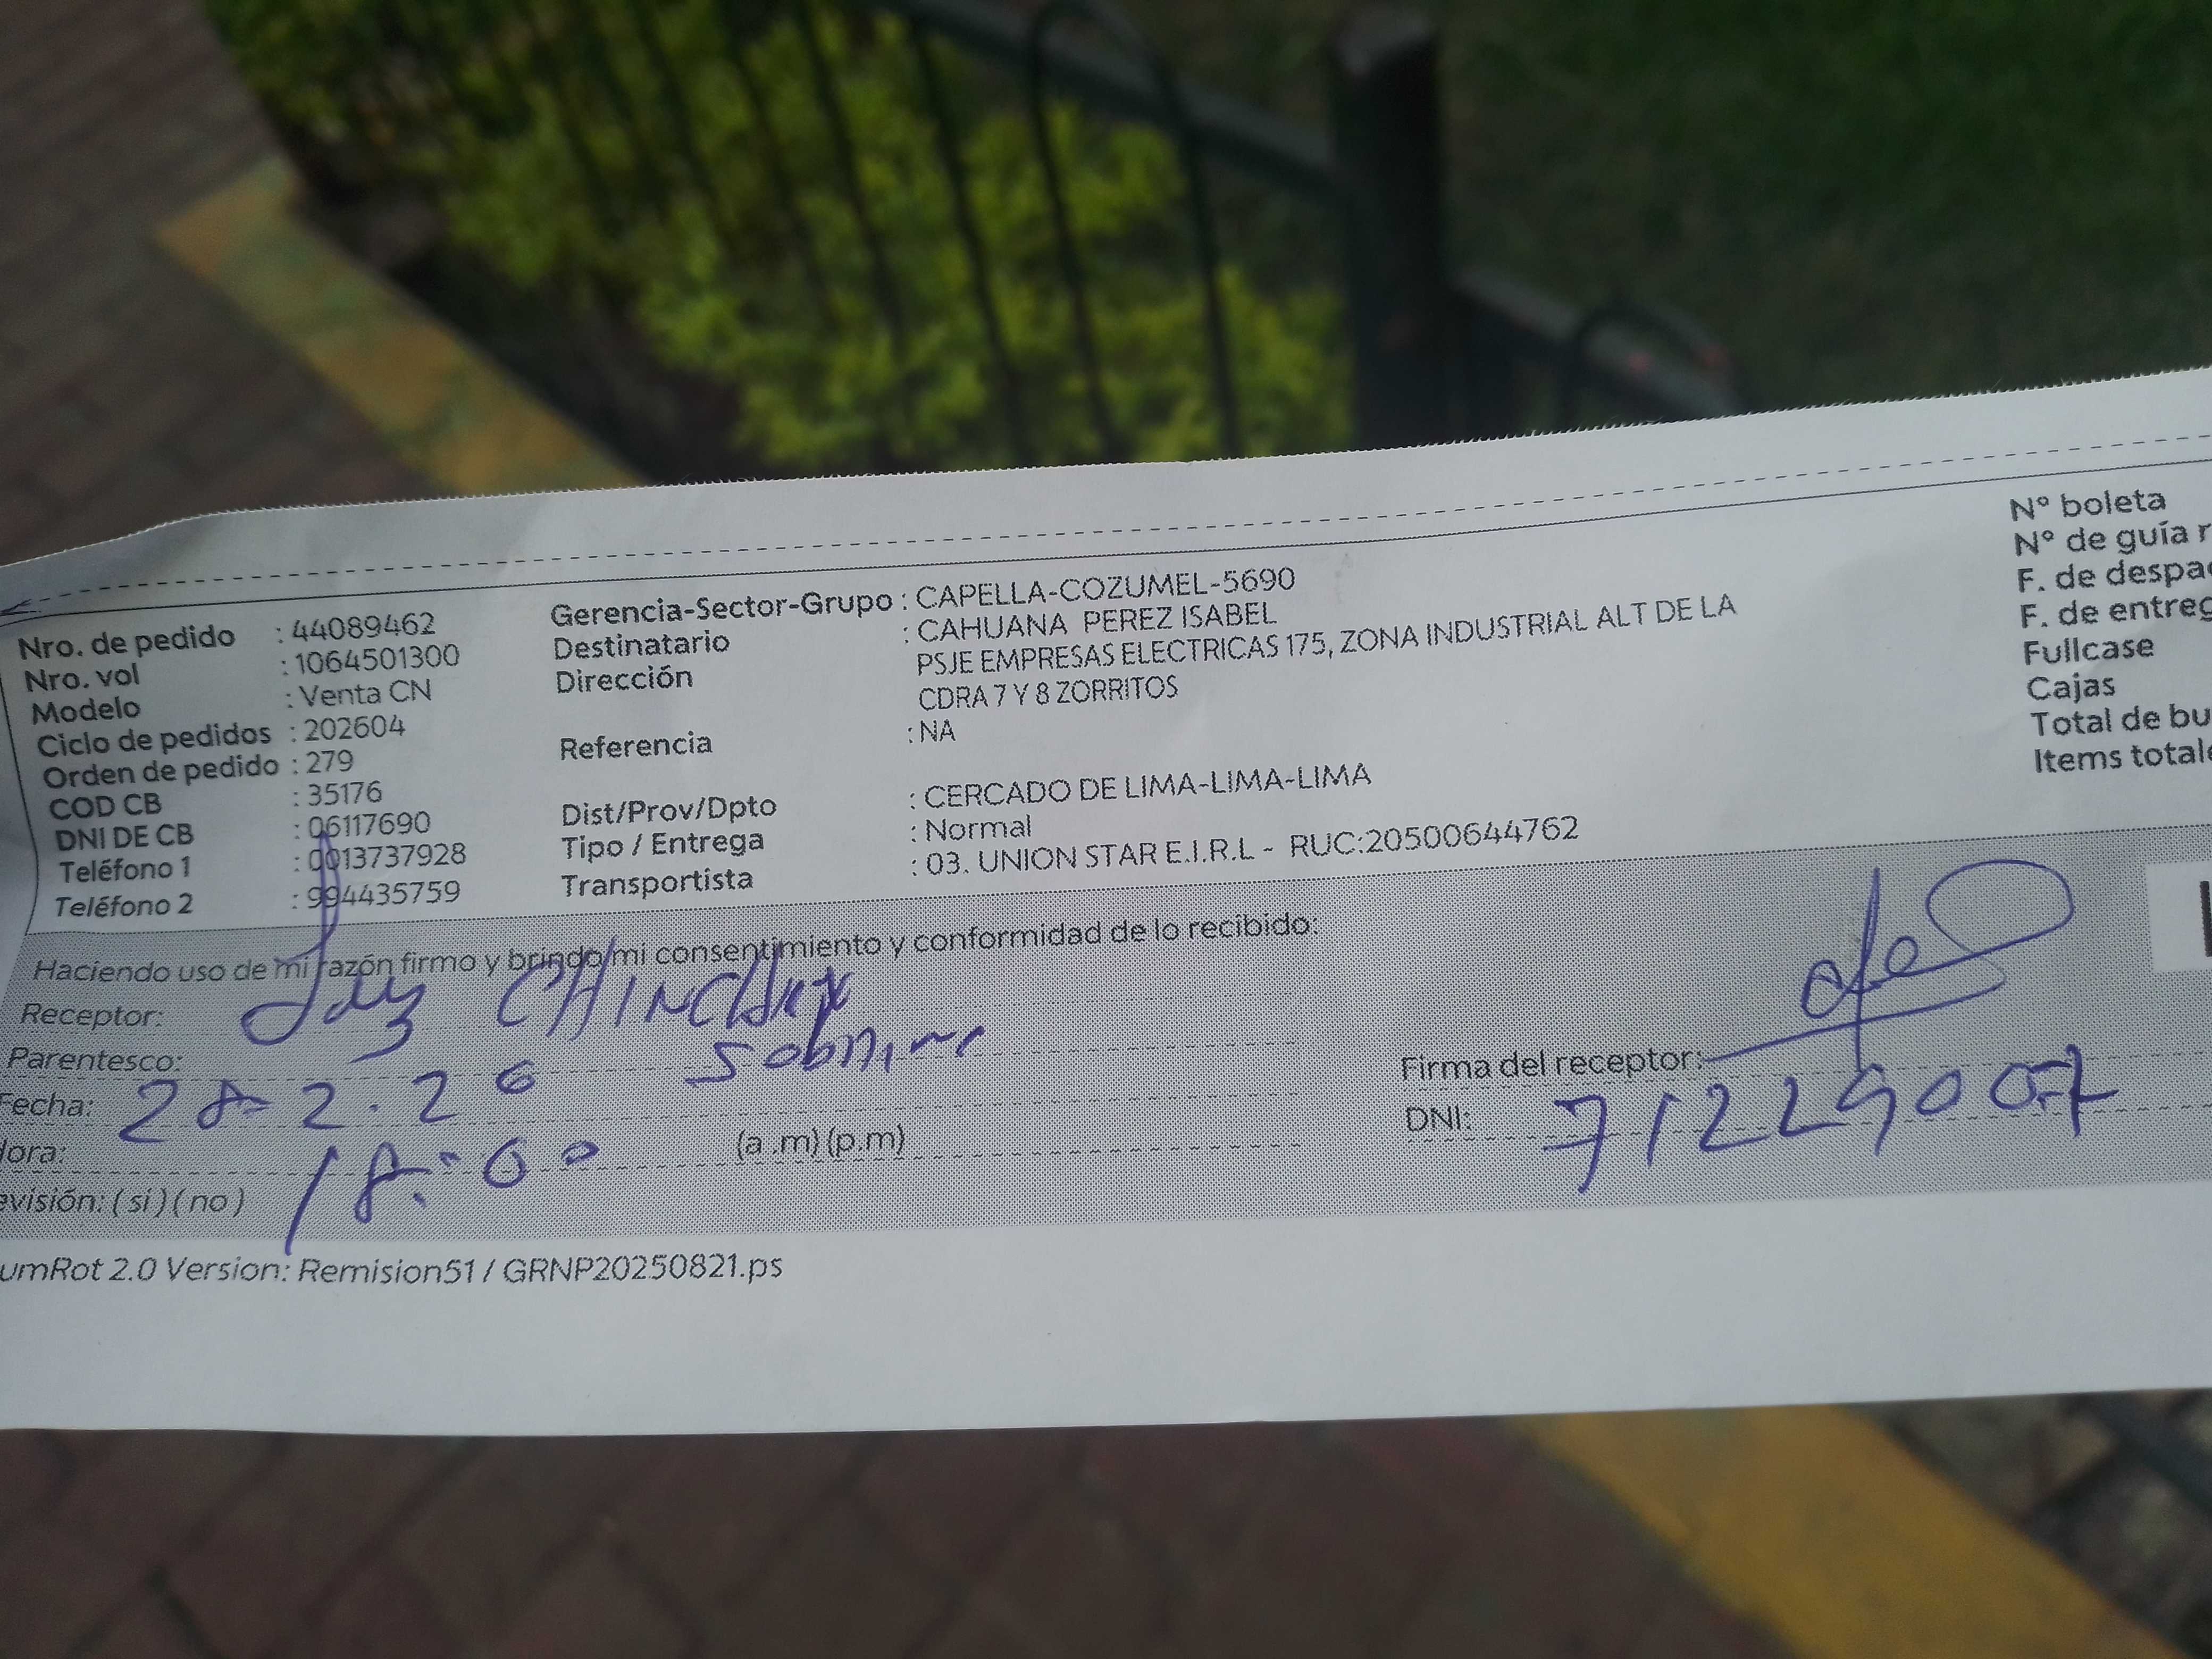 Nro. de pedido : 44089462
Nro. vol : 1064501300
Modelo : Venta CN
Ciclo de pedidos : 202604
Orden de pedido : 279
COD CB : 35176
DNI DE CB : 06117690
Teléfono 1 : 0013737928
Teléfono 2 : 994435759
Gerencia-Sector-Grupo : CAPELLA-COZUMEL-5690
Destinatario : CAHUANA PEREZ ISABEL
Dirección PSJE EMPRESAS ELECTRICAS 175, ZONA INDUSTRIAL ALT DE LA
CDRA 7 Y 8 ZORRITOS
Referencia : NA
Dist/Prov/Dpto : CERCADO DE LIMA-LIMA-LIMA
Tipo / Entrega : Normal
Transportista : 03. UNION STAR E.I.R.L - RUC:20500644762
N° boleta
N° de guía r
F. de despa
F. de entreg
Fullcase
Cajas
Total de bu
Items total
Haciendo uso de mi razón firmo y brindo mi consentimiento y conformidad de lo recibido:
Receptor:
Parentesco:
Fecha: 28-2.26
Hora: 18:00 (a .m) (p.m)
evisión: ( si ) ( no )
Firma del receptor:
DNI:
umRot 2.0 Version: Remision51 / GRNP20250821.ps